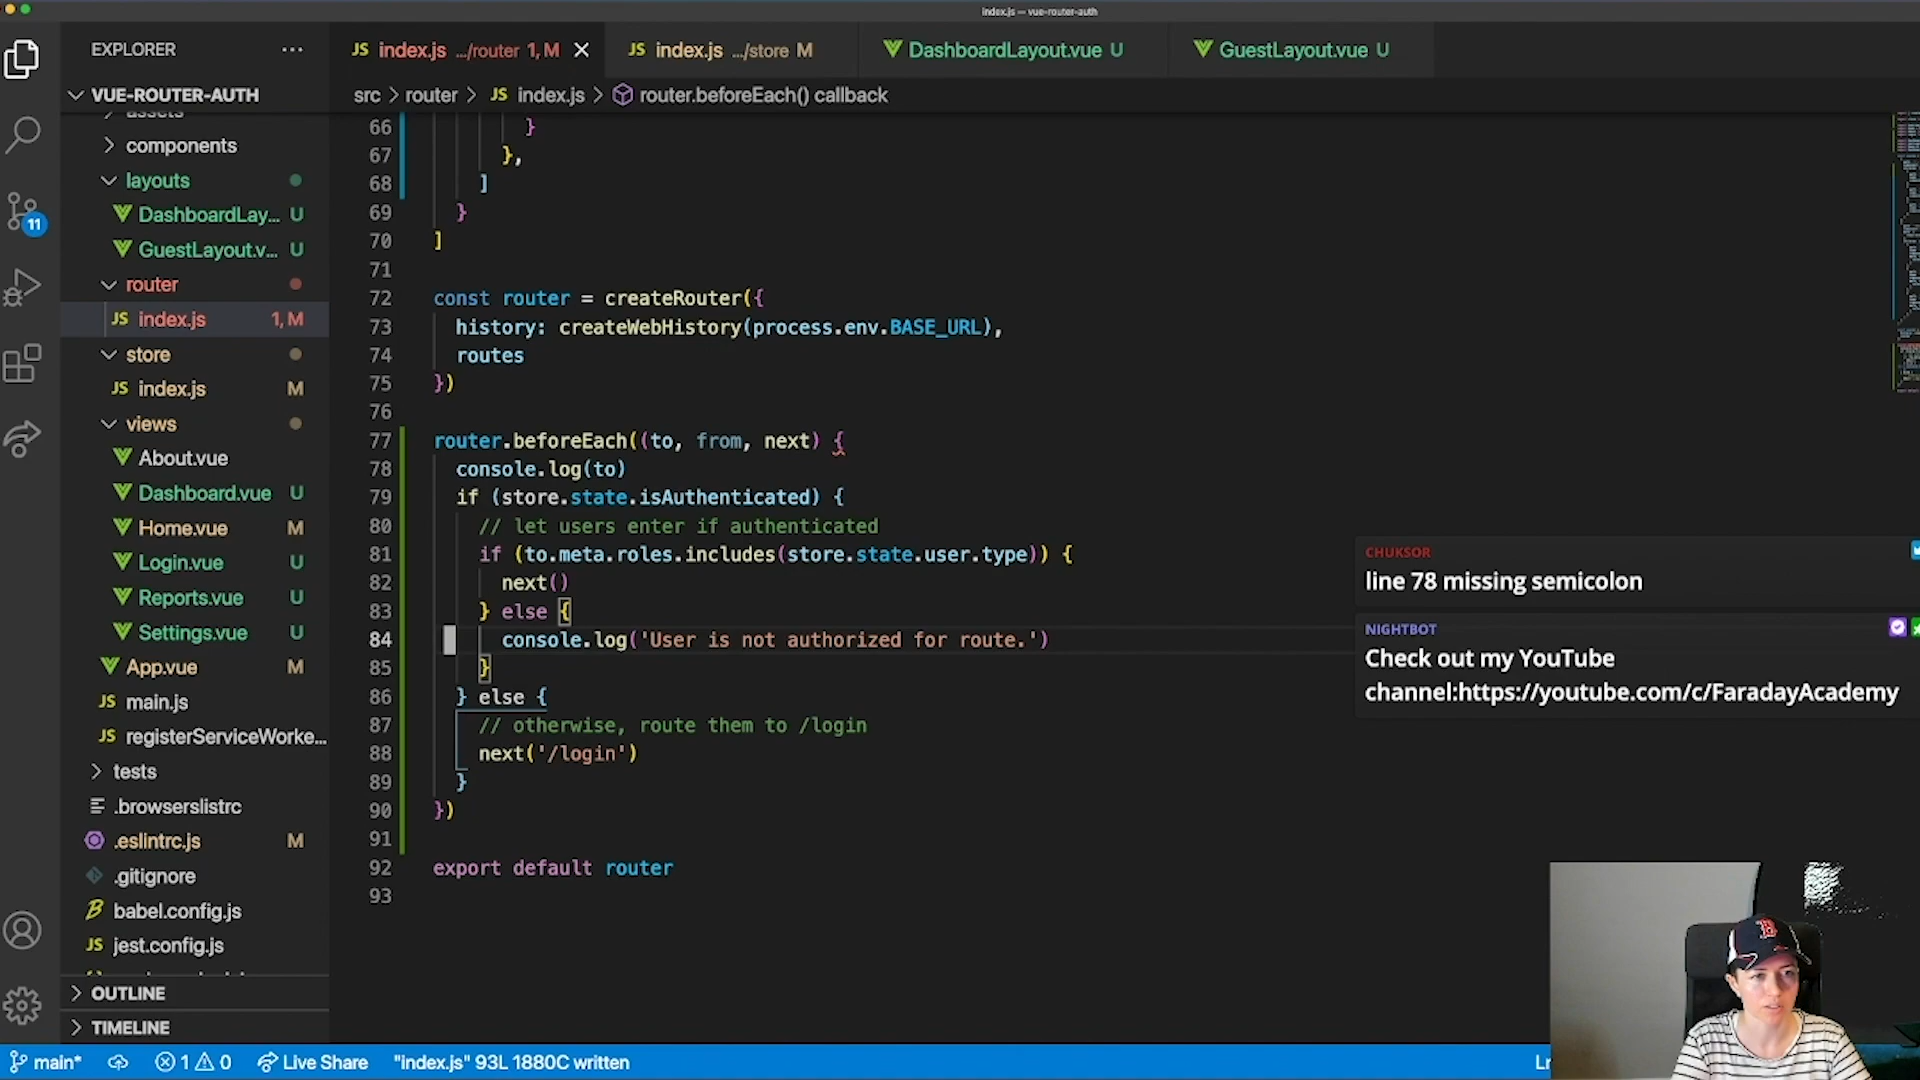 index.js — vue-router-auth
EXPLORER
JS index.js .../router 1, M
JS index.js .../store M
DashboardLayout.vue U
GuestLayout.vue U
VUE-ROUTER-AUTH
src > router > JS index.js > router.beforeEach() callback
assets
components
layouts
DashboardLay... U
GuestLayout.v... U
router
JS index.js 1, M
store
JS index.js M
views
About.vue
Dashboard.vue U
Home.vue M
Login.vue U
Reports.vue U
Settings.vue U
App.vue M
JS main.js
JS registerServiceWorke...
tests
.browserslistrc
.eslintrc.js M
.gitignore
babel.config.js
JS jest.config.js
OUTLINE
TIMELINE
11
66 }
67 },
68 ]
69 }
70 ]
71
72 const router = createRouter({
73 history: createWebHistory(process.env.BASE_URL),
74 routes
75 })
76
77 router.beforeEach((to, from, next) {
78 console.log(to)
79 if (store.state.isAuthenticated) {
80 // let users enter if authenticated
81 if (to.meta.roles.includes(store.state.user.type)) {
82 next()
83 } else {
84 console.log('User is not authorized for route.')
85 }
86 } else {
87 // otherwise, route them to /login
88 next('/login')
89 }
90 })
91
92 export default router
93
CHUKSOR
line 78 missing semicolon
NIGHTBOT
Check out my YouTube
channel:https://youtube.com/c/FaradayAcademy
B
main* 1 0 Live Share "index.js" 93L 1880C written